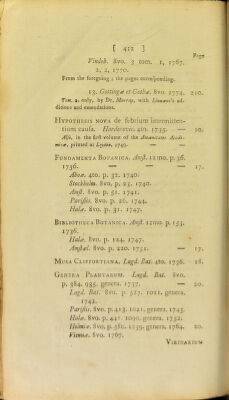 [ 412 ]
Page
Vindob. 8vo. 3 tom. 1, 1767.
2, 2, 1770.
From the foregoing; the pages corresponding.
13. Gottingæ et Gothæ. 8vo. 1774. 210.
Tom. 2. only, by Dr. Murray, with Linnæus's ad-
ditions and emendations.
HYPOTHESIS NOVA de febrium intermitten-
tium causa. Harderovici. 4to. 1735. — 10.
Also, in the first volume of the Amœnitates Acade-
micæ, printed at Leyden, 1749. — —
FUNDAMENTA BOTANICA. Amst. 12mo. p. 36.
1736. — — — 17.
Aboæ. 4to. p. 32. 1740.
Stockholm. 8vo. p. 23. 1740.
Amst. 8vo. p. 51. 1741.
Parisiis. 8vo. p. 26. 1744.
Halæ. 8vo. p. 31. 1747.
BIBLIOTHECA BOTANICA. Amst. 12mo. p. 153.
1736.
Halæ. 8vo. p. 124. 1747.
Amstel. 8vo. p. 220. 1751. — 17.
MUSA CLIFFORTIANA. Lugd. Bat. 4to. 1736. 18.
GENERA PLANTARUM. Lugd. Bat. 8vo.
p. 384. 935. genera. 1737. — 20.
Lugd. Bat. 8vo. p. 527. 1021. genera.
1742.
Parisiis. 8vo. p. 413. 1021. genera. 1743.
Halæ. 8vo. p. 441. 1090. genera. 1752.
Holmiæ. 8vo. p. 580. 1239. genera. 1764. 20.
Viennæ. 8vo. 1767.
VIRIDARIUM